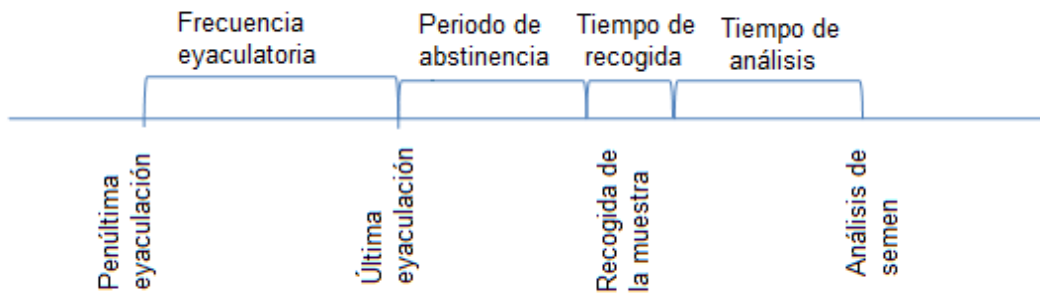 Frecuencia
eyaculatoria
Periodo de
abstinencia
Tiempo de
recogida
Tiempo de
análisis
Penúltima
eyaculación
Última
eyaculación
Recogida de
la muestra
Análisis de
semen